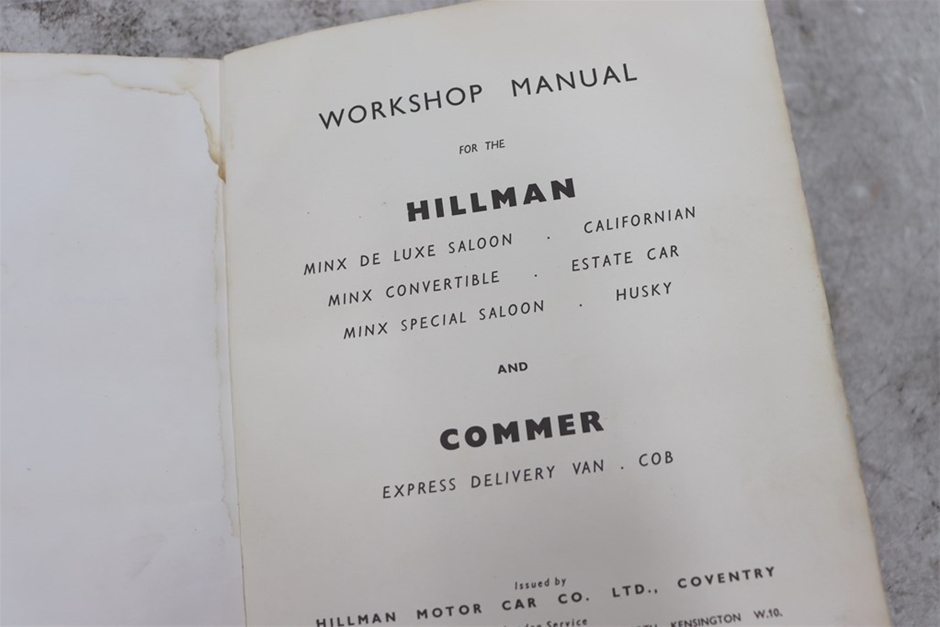 WORKSHOP MANUAL
FOR THE
HILLMAN
MINX DE LUXE SALOON . CALIFORNIAN
MINX CONVERTIBLE . ESTATE CAR
MINX SPECIAL SALOON . HUSKY
AND
COMMER
EXPRESS DELIVERY VAN . COB
Issued by
HILLMAN MOTOR CAR CO. LTD., COVENTRY
Service
KENSINGTON W.10.